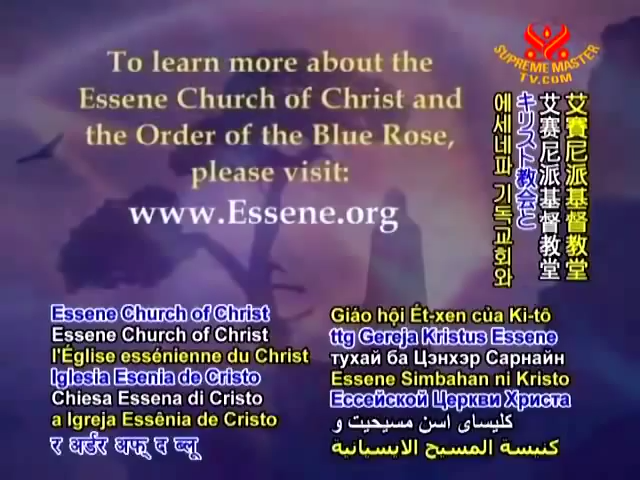 To learn more about the
Essene Church of Christ and
the Order of the Blue Rose,
please visit:
www.Essene.org
SUPREME MASTER
TV.COM
艾賽尼派基督教堂
艾赛尼派基督教堂
キリスト教会と
에세네파 기독교회와
Essene Church of Christ
Essene Church of Christ
l'Église essénienne du Christ
Iglesia Esenia de Cristo
Chiesa Essena di Cristo
a Igreja Essênia de Cristo
र अर्डर अफ् द ब्लू
Giáo hội Ét-xen của Ki-tô
ttg Gereja Kristus Essene
тухай ба Цэнхэр Сарнайн
Essene Simbahan ni Kristo
Ессейской Церкви Христа
کلیسای اسن مسیحیت و
كنيسة المسيح الايسيانية